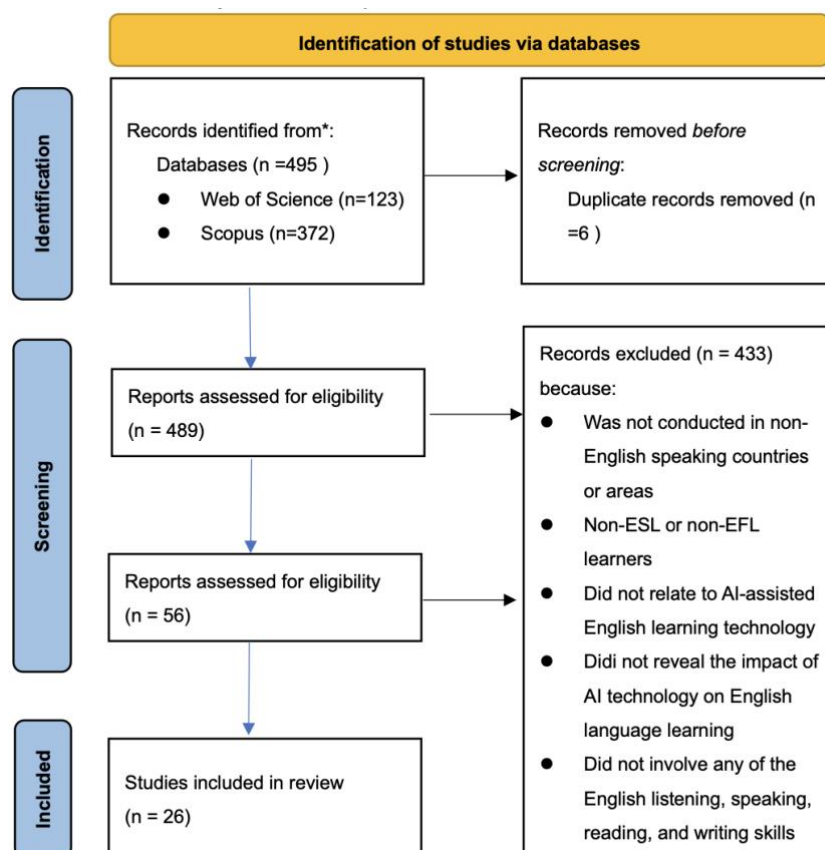 Identification of studies via databases
Identification
Records identified from*:
Databases (n =495 )
● Web of Science (n=123)
● Scopus (n=372)
Records removed before
screening:
Duplicate records removed (n
=6 )
Screening
Reports assessed for eligibility
(n = 489)
Records excluded (n = 433)
because:
● Was not conducted in non-
English speaking countries
or areas
● Non-ESL or non-EFL
learners
● Did not relate to AI-assisted
English learning technology
● Didi not reveal the impact of
AI technology on English
language learning
● Did not involve any of the
English listening, speaking,
reading, and writing skills
Reports assessed for eligibility
(n = 56)
Included
Studies included in review
(n = 26)